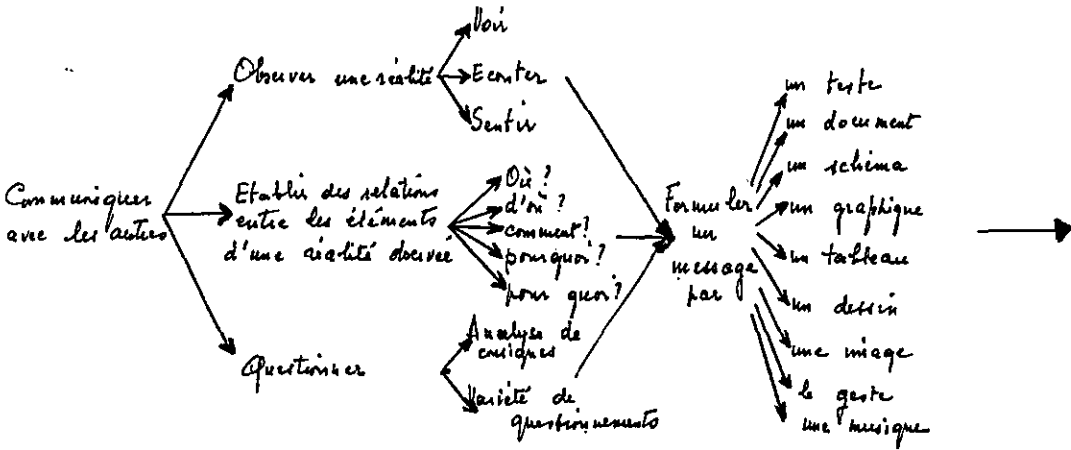 Communiquer
avec les autres
Observer une réalité
Voir
Ecouter
Sentir
Etablir des relations
entre les éléments
d'une réalité observée
Où ?
d'où ?
comment ?
pourquoi ?
pour quoi ?
Questionner
Analyse de
consignes
Variété de
questionnements
Formuler
un
message
par
un texte
un document
un schéma
un graphique
un tableau
un dessin
une image
le geste
une musique